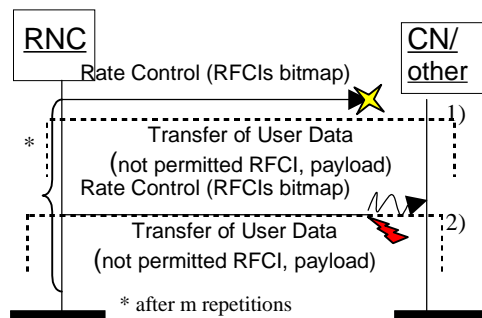 RNC
CN/
other
Rate Control (RFCIs bitmap)
1)
*
Transfer of User Data
(not permitted RFCI, payload)
Rate Control (RFCIs bitmap)
2)
Transfer of User Data
(not permitted RFCI, payload)
* after m repetitions